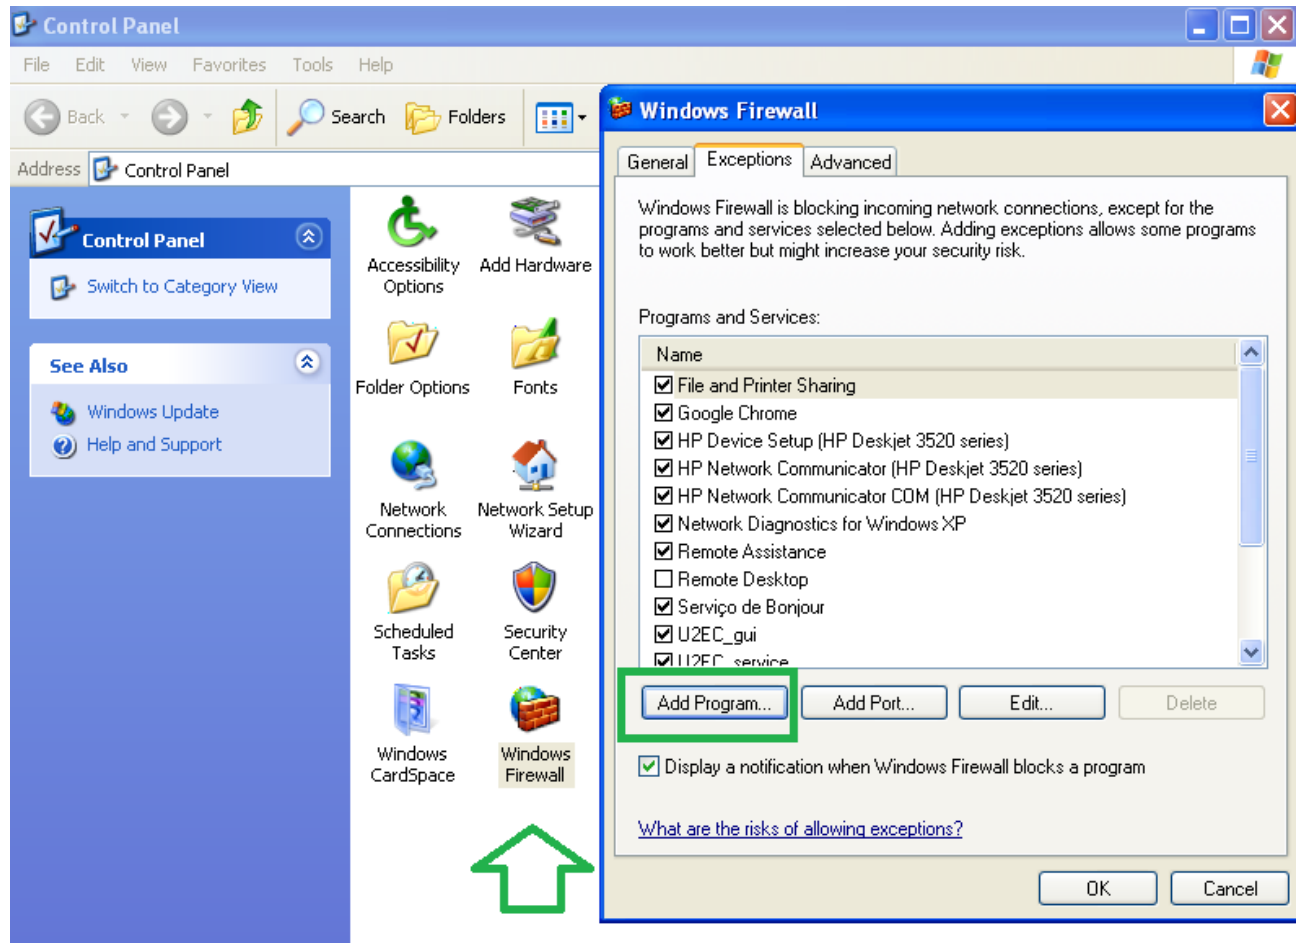 Control Panel
File Edit View Favorites Tools Help
Back Search Folders
Address Control Panel
Control Panel
Switch to Category View
See Also
Windows Update
Help and Support
Accessibility
Options
Add Hardware
Folder Options
Fonts
Network
Connections
Network Setup
Wizard
Scheduled
Tasks
Security
Center
Windows
CardSpace
Windows
Firewall
Windows Firewall
General Exceptions Advanced
Windows Firewall is blocking incoming network connections, except for the
programs and services selected below. Adding exceptions allows some programs
to work better but might increase your security risk.
Programs and Services:
Name
File and Printer Sharing
Google Chrome
HP Device Setup (HP Deskjet 3520 series)
HP Network Communicator (HP Deskjet 3520 series)
HP Network Communicator COM (HP Deskjet 3520 series)
Network Diagnostics for Windows XP
Remote Assistance
Remote Desktop
Serviço de Bonjour
U2EC_gui
U2EC_service
Add Program... Add Port... Edit... Delete
Display a notification when Windows Firewall blocks a program
What are the risks of allowing exceptions?
OK Cancel